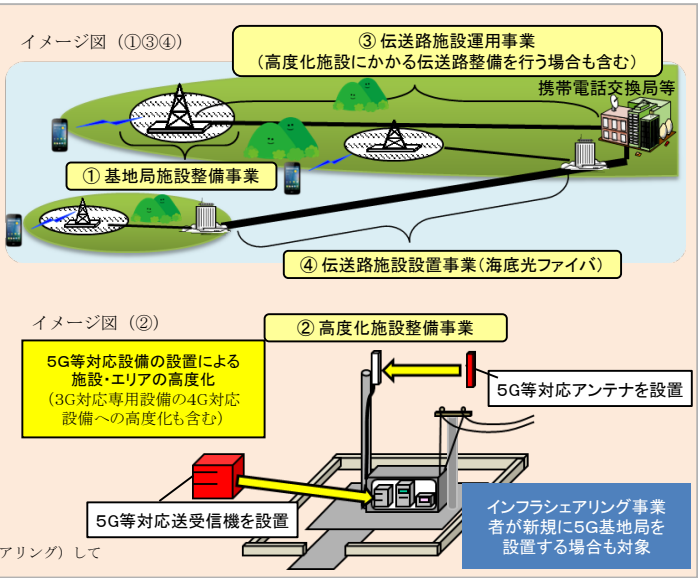 イメージ図（①③④）
③ 伝送路施設運用事業
（高度化施設にかかる伝送路整備を行う場合も含む）
携帯電話交換局等
① 基地局施設整備事業
④ 伝送路施設設置事業（海底光ファイバ）
イメージ図（②）
② 高度化施設整備事業
5G等対応設備の設置による
施設・エリアの高度化
（3G対応専用設備の4G対応
設備への高度化も含む）
5G等対応アンテナを設置
5G等対応送受信機を設置
インフラシェアリング事業
者が新規に5G基地局を
設置する場合も対象
アリング）して